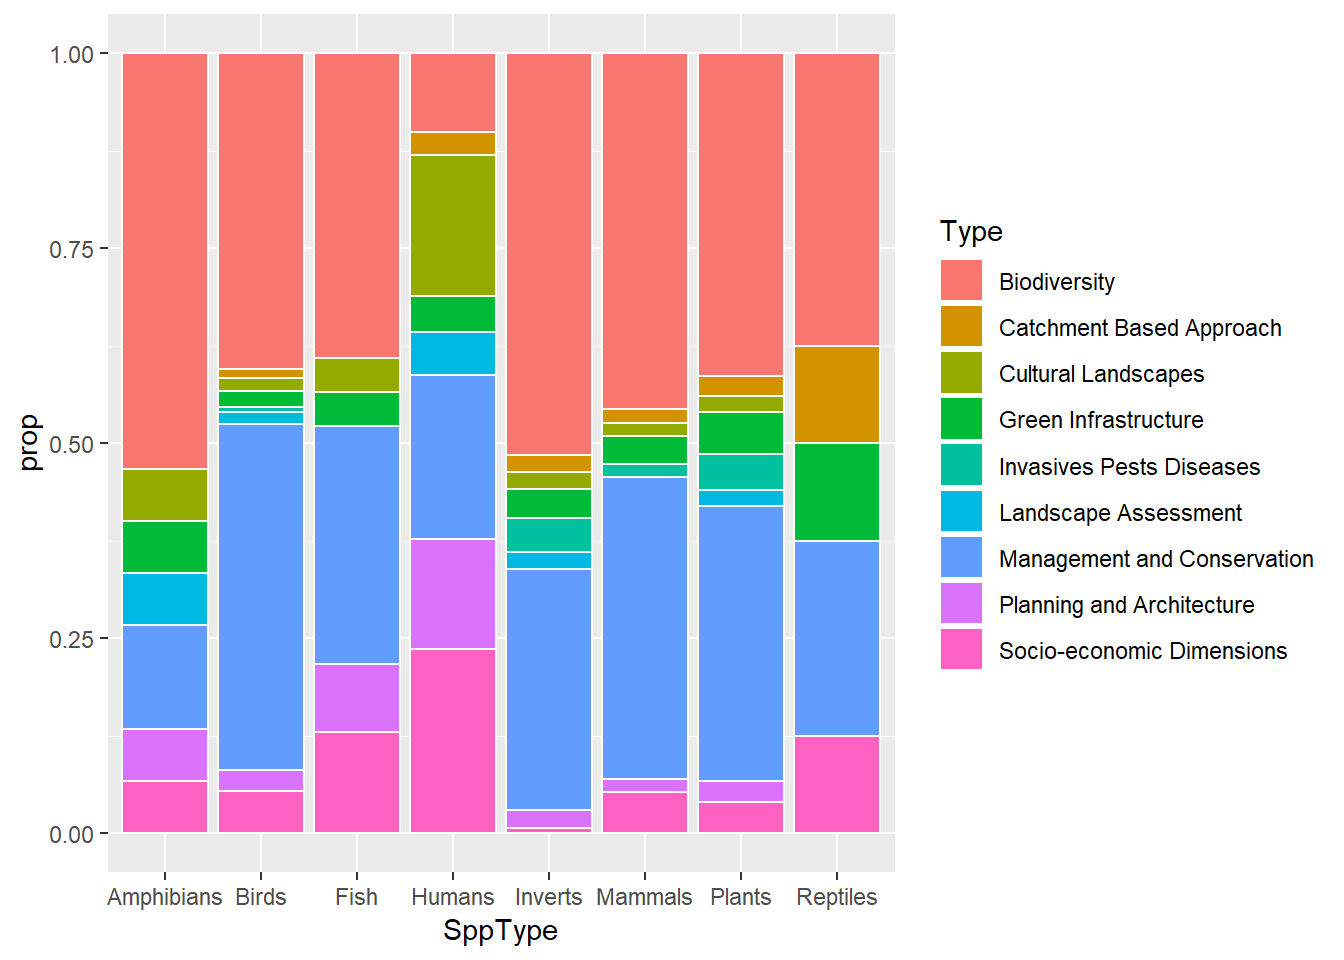 1.00
0.75
0.50
0.25
0.00
prop
Amphibians Birds Fish Humans Inverts Mammals Plants Reptiles
SppType
Type
Biodiversity
Catchment Based Approach
Cultural Landscapes
Green Infrastructure
Invasives Pests Diseases
Landscape Assessment
Management and Conservation
Planning and Architecture
Socio-economic Dimensions